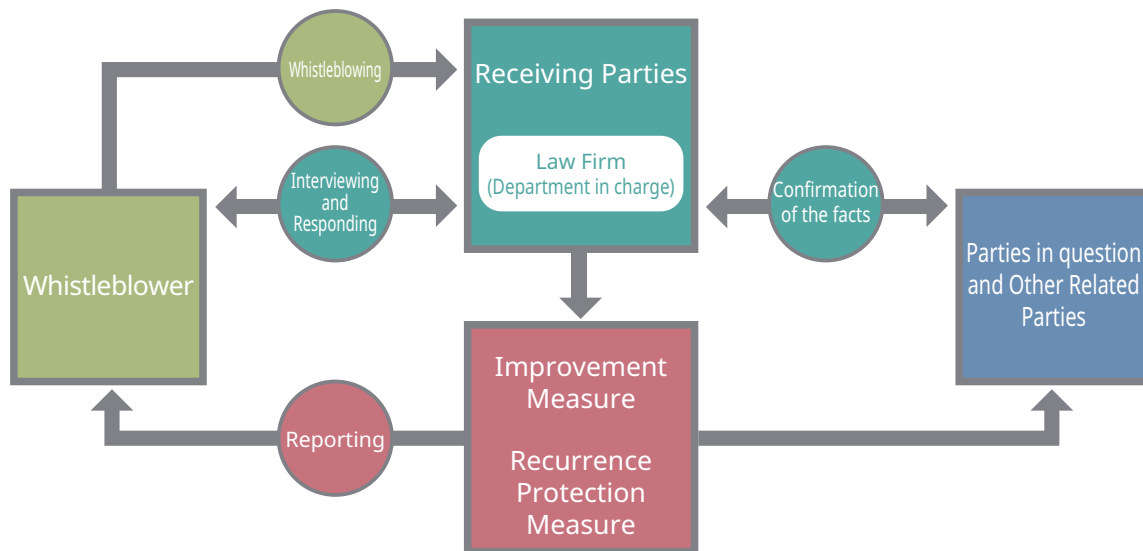 Whistleblowing
Receiving Parties
Law Firm
(Department in charge)
Interviewing
and
Responding
Confirmation
of the facts
Whistleblower
Parties in question
and Other Related
Parties
Improvement
Measure
Recurrence
Protection
Measure
Reporting